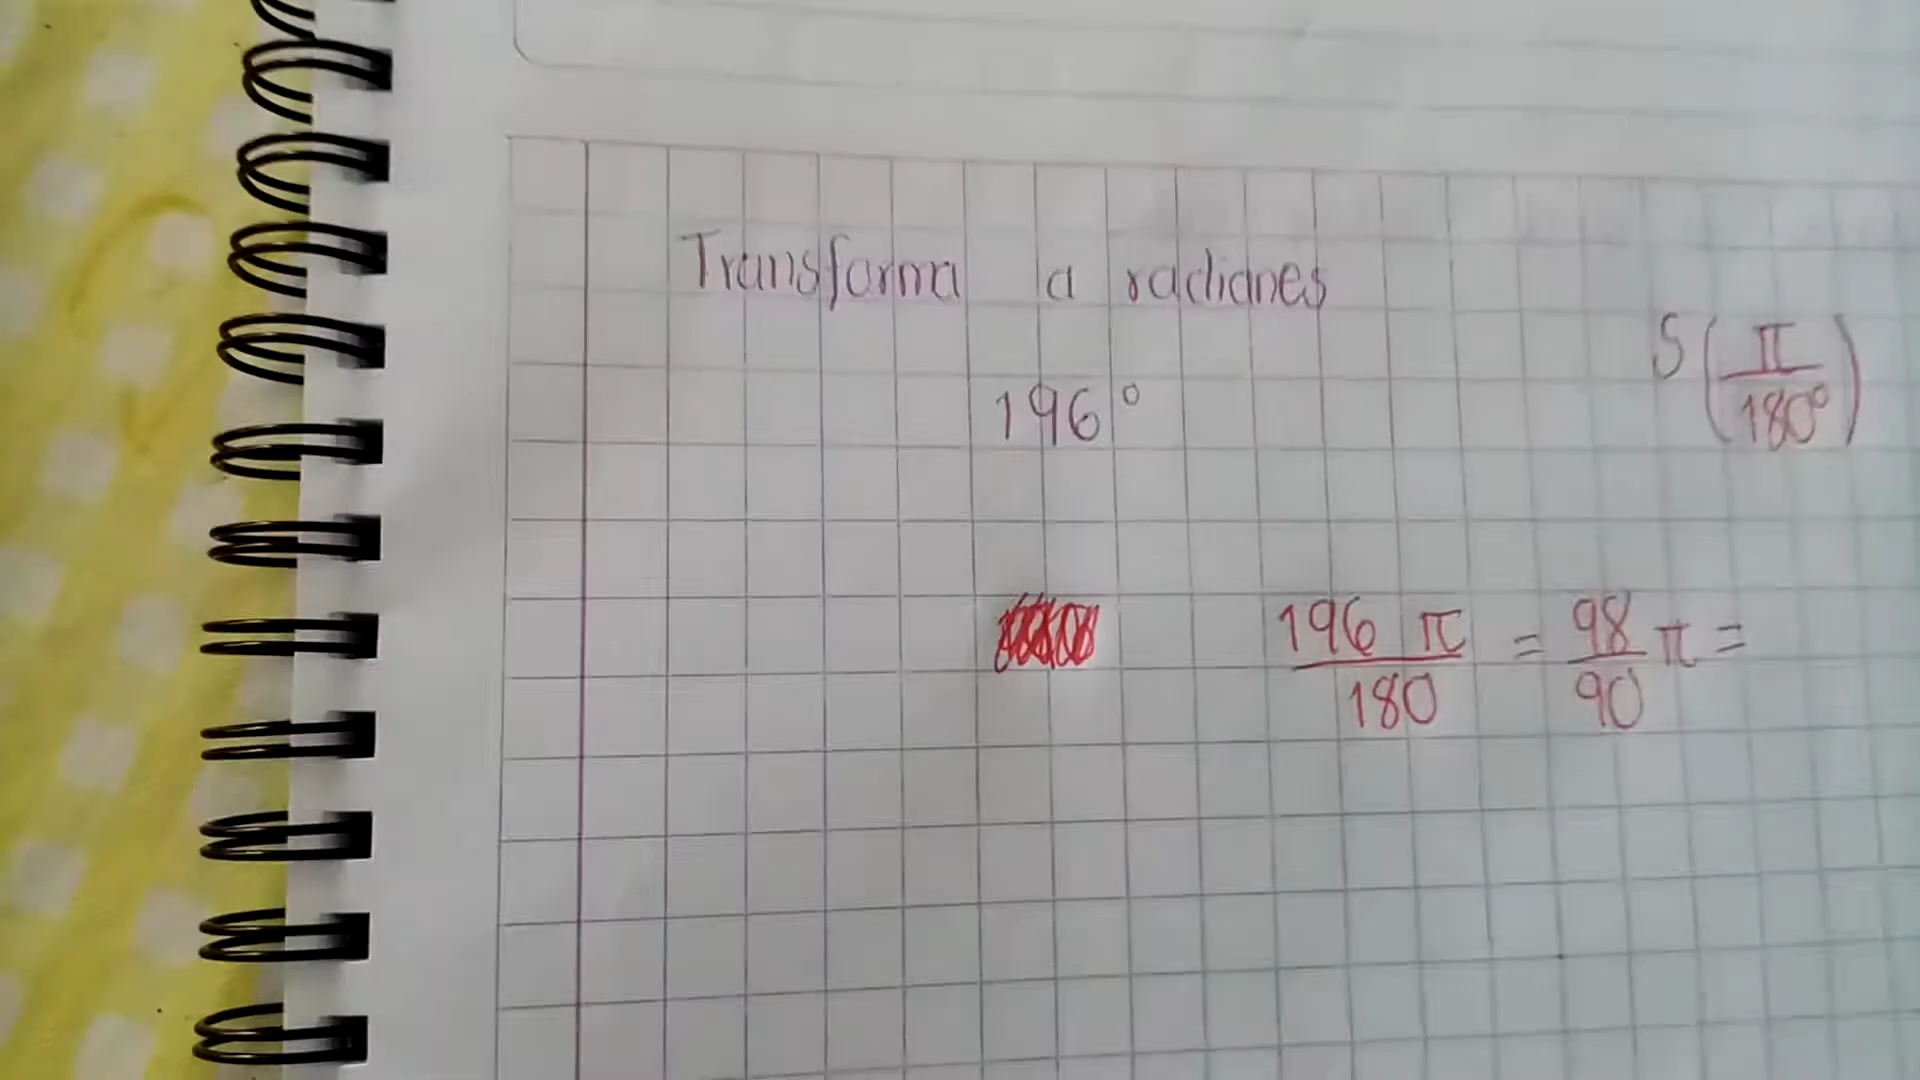 Transforma a radianes
S(π/180°)
196°
196 π/180 = 98/90 π =